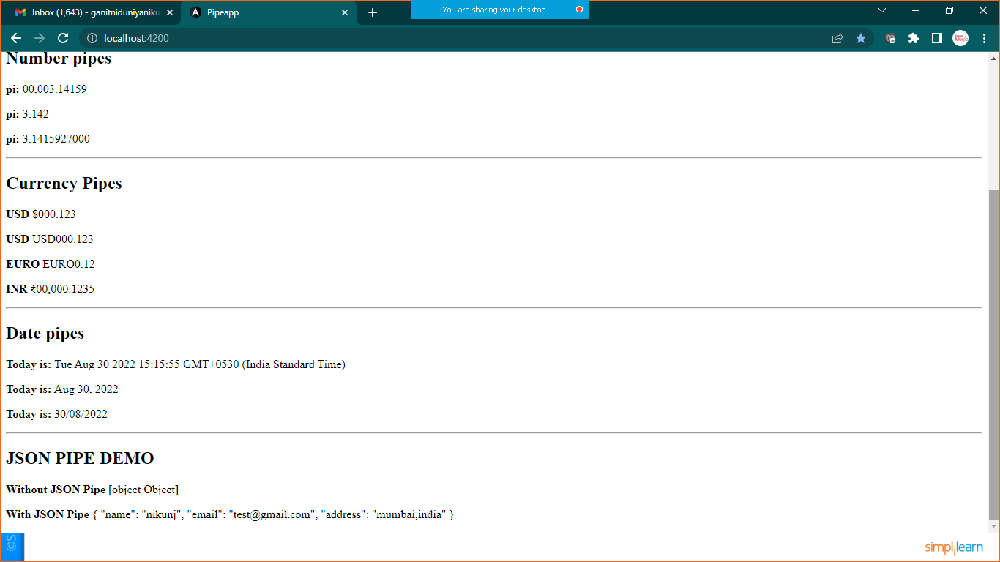 Inbox (1,643) - ganitniduniyaniku
Pipeapp
You are sharing your desktop
localhost:4200
Number pipes
pi: 00,003.14159
pi: 3.142
pi: 3.1415927000
Currency Pipes
USD $000.123
USD USD000.123
EURO EURO0.12
INR ₹00,000.1235
Date pipes
Today is: Tue Aug 30 2022 15:15:55 GMT+0530 (India Standard Time)
Today is: Aug 30, 2022
Today is: 30/08/2022
JSON PIPE DEMO
Without JSON Pipe [object Object]
With JSON Pipe { "name": "nikunj", "email": "test@gmail.com", "address": "mumbai,india" }
©S
simplilearn